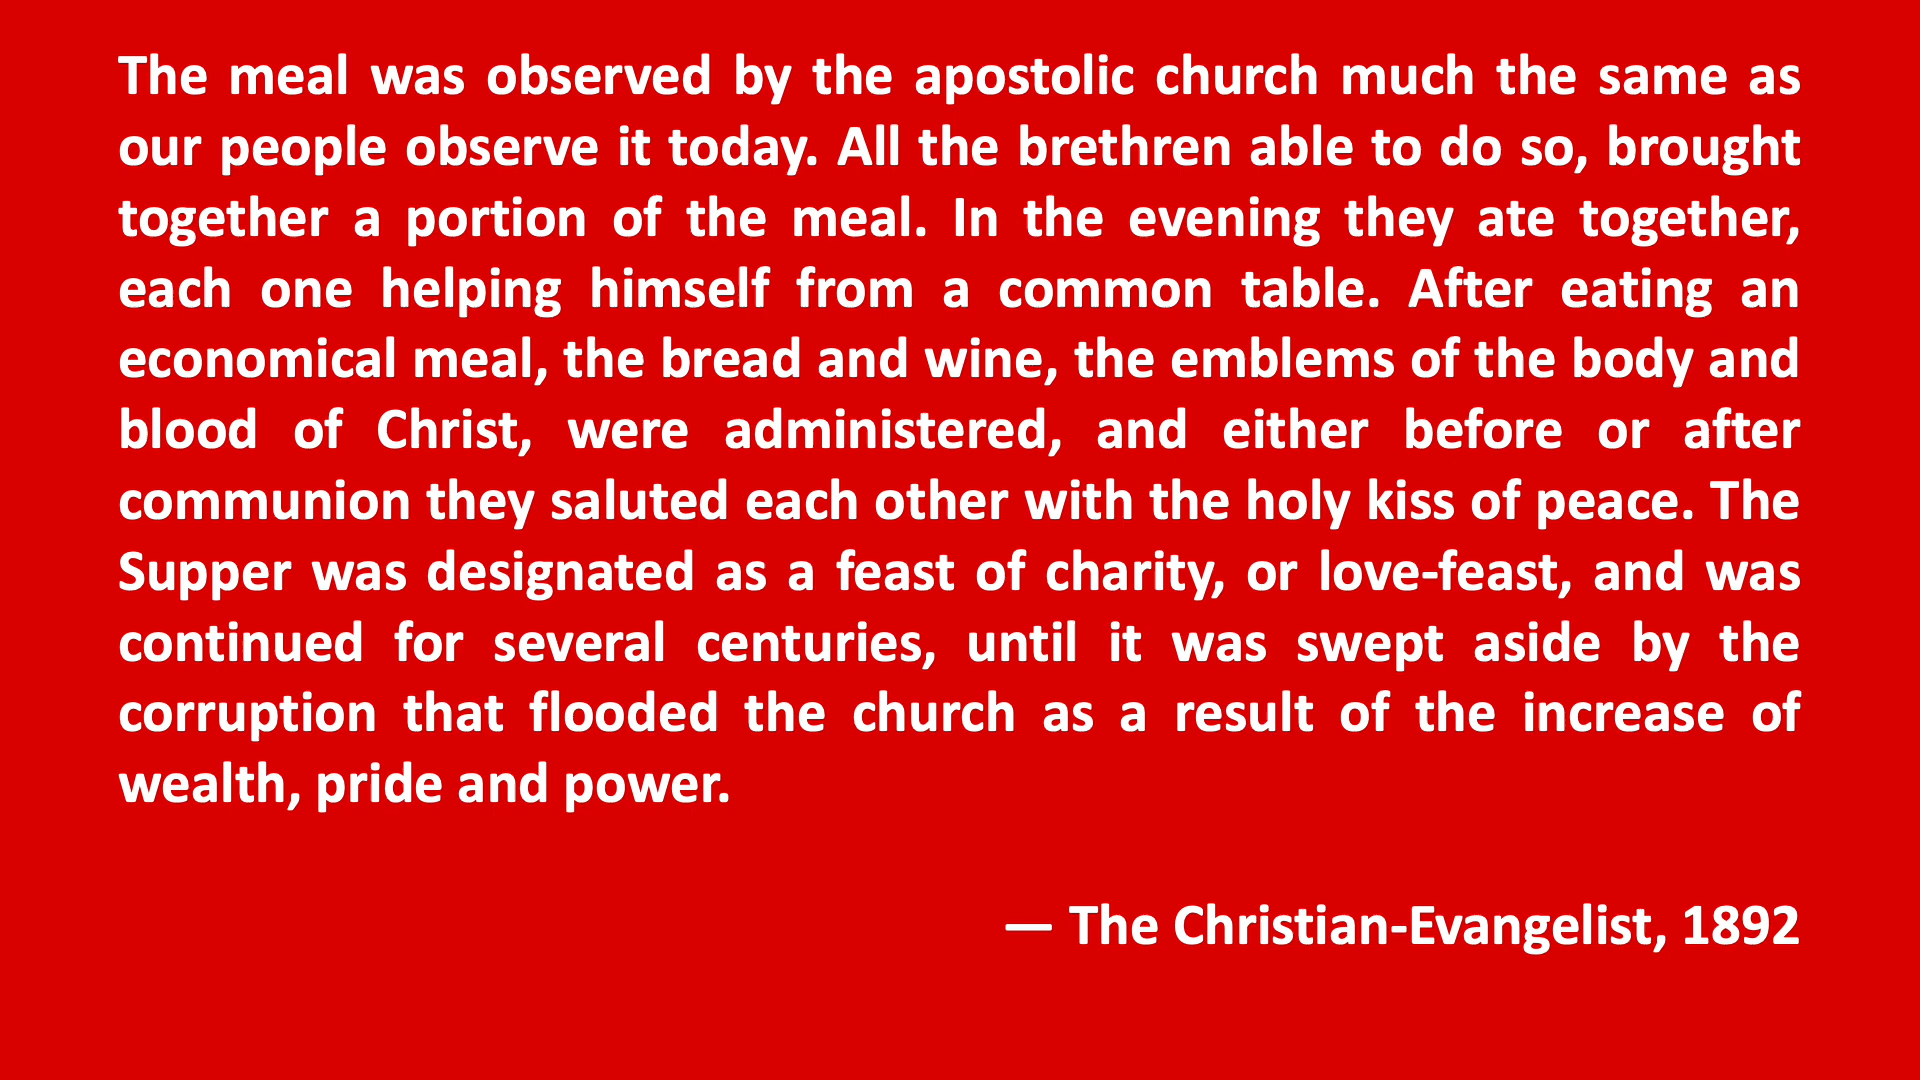 The meal was observed by the apostolic church much the same as
our people observe it today. All the brethren able to do so, brought
together a portion of the meal. In the evening they ate together,
each one helping himself from a common table. After eating an
economical meal, the bread and wine, the emblems of the body and
blood of Christ, were administered, and either before or after
communion they saluted each other with the holy kiss of peace. The
Supper was designated as a feast of charity, or love-feast, and was
continued for several centuries, until it was swept aside by the
corruption that flooded the church as a result of the increase of
wealth, pride and power.
— The Christian-Evangelist, 1892